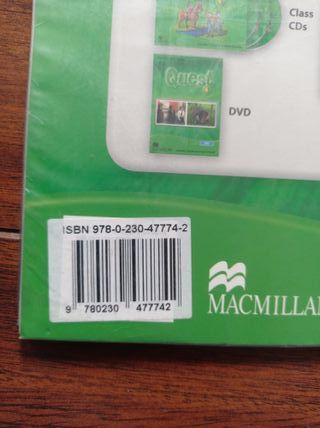 Class
CDs
Quest
DVD
ISBN 978-0-230-47774-2
9 780230 477742
MACMILLAN